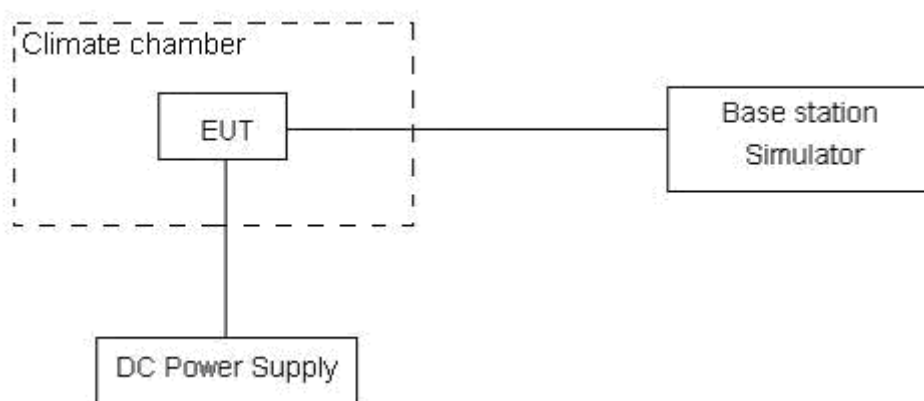 Climate chamber
EUT
Base station
Simulator
DC Power Supply